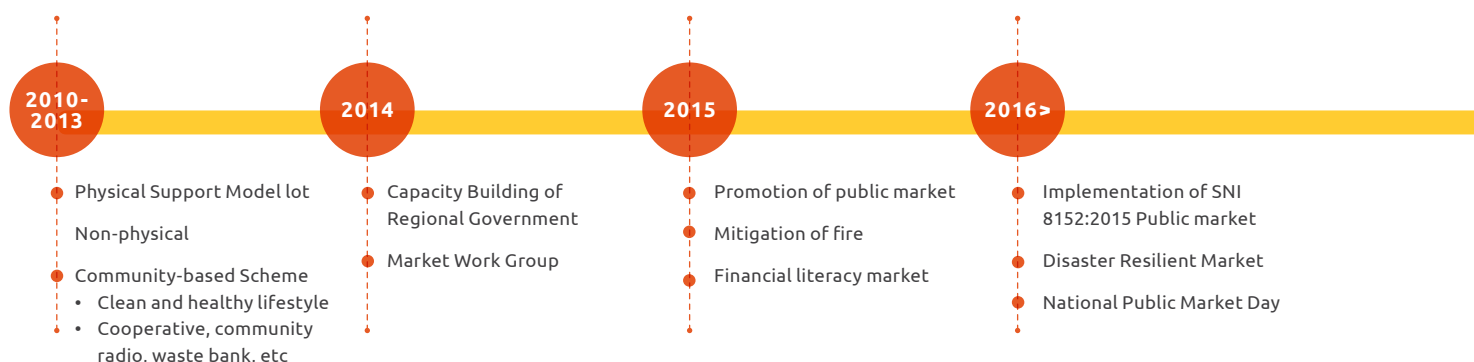 2010-
2013
Physical Support Model lot
Non-physical
Community-based Scheme
• Clean and healthy lifestyle
• Cooperative, community
radio, waste bank, etc
2014
Capacity Building of
Regional Government
Market Work Group
2015
Promotion of public market
Mitigation of fire
Financial literacy market
2016>
Implementation of SNI
8152:2015 Public market
Disaster Resilient Market
National Public Market Day